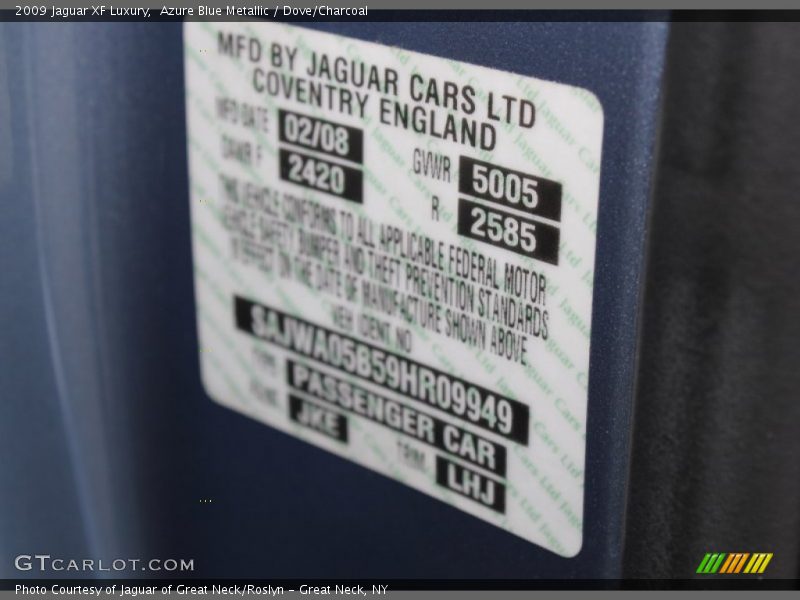 2009 Jaguar XF Luxury,  Azure Blue Metallic / Dove/Charcoal
MFD BY JAGUAR CARS LTD
COVENTRY ENGLAND
MFD DATE 02/08 GVWR 5005
GAWR F 2420 R 2585
THIS VEHICLE CONFORMS TO ALL APPLICABLE FEDERAL MOTOR
VEHICLE SAFETY BUMPER AND THEFT PREVENTION STANDARDS
IN EFFECT ON THE DATE OF MANUFACTURE SHOWN ABOVE
VEH IDENT NO
SAJWA05B59HR09949
TYPE PASSENGER CAR
JKE TRIM LHJ
GTCARLOT.COM
Photo Courtesy of Jaguar of Great Neck/Roslyn - Great Neck, NY